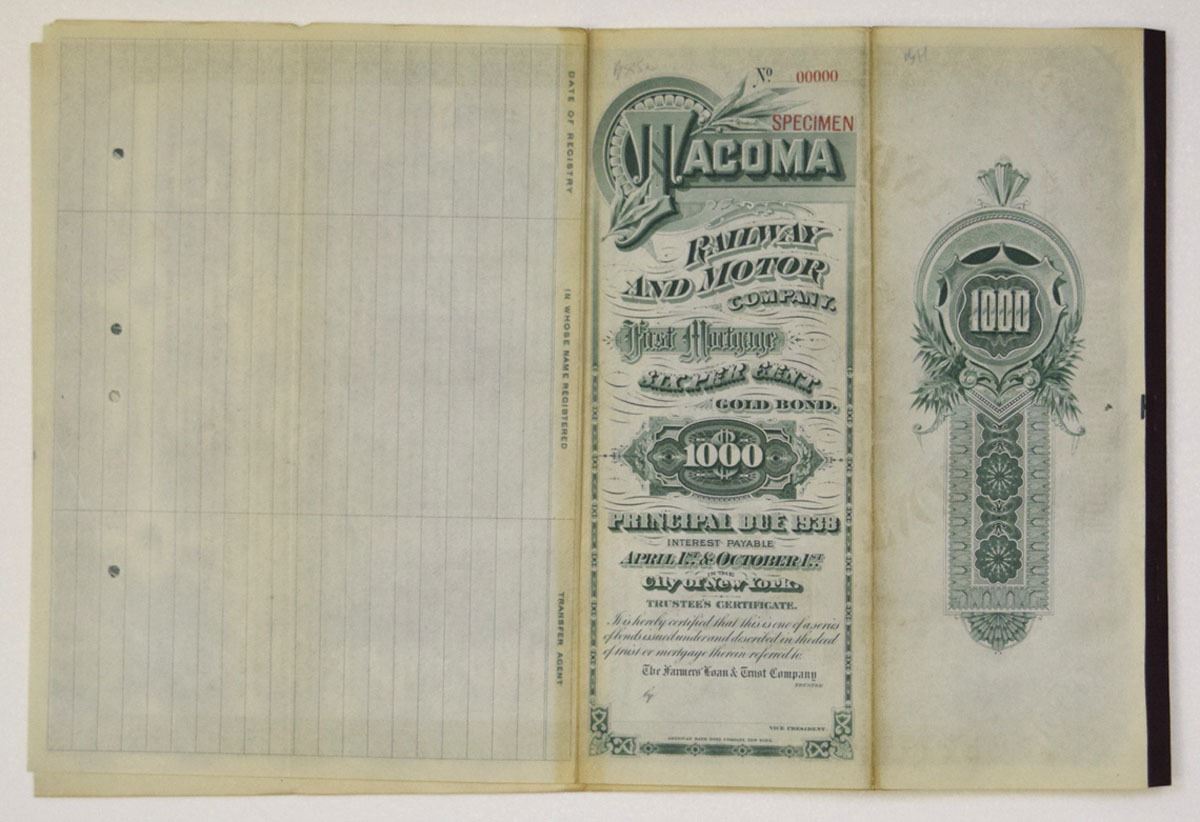 DATE OF REGISTRY
IN WHOSE NAME REGISTERED
TRANSFER AGENT
No 00000
SPECIMEN
TACOMA
RAILWAY
AND MOTOR
COMPANY.
First Mortgage
SIX PER CENT
GOLD BOND.
$
1000
PRINCIPAL DUE 1938
INTEREST PAYABLE
APRIL 1ST & OCTOBER 1ST
IN THE
City of New York.
TRUSTEE'S CERTIFICATE.
It is hereby certified that this is one of a series
of bonds issued under and described in the deed
of trust or mortgage therein referred to.
The Farmers' Loan & Trust Company
TRUSTEE
By
VICE PRESIDENT.
AMERICAN BANK NOTE COMPANY, NEW YORK.
1000